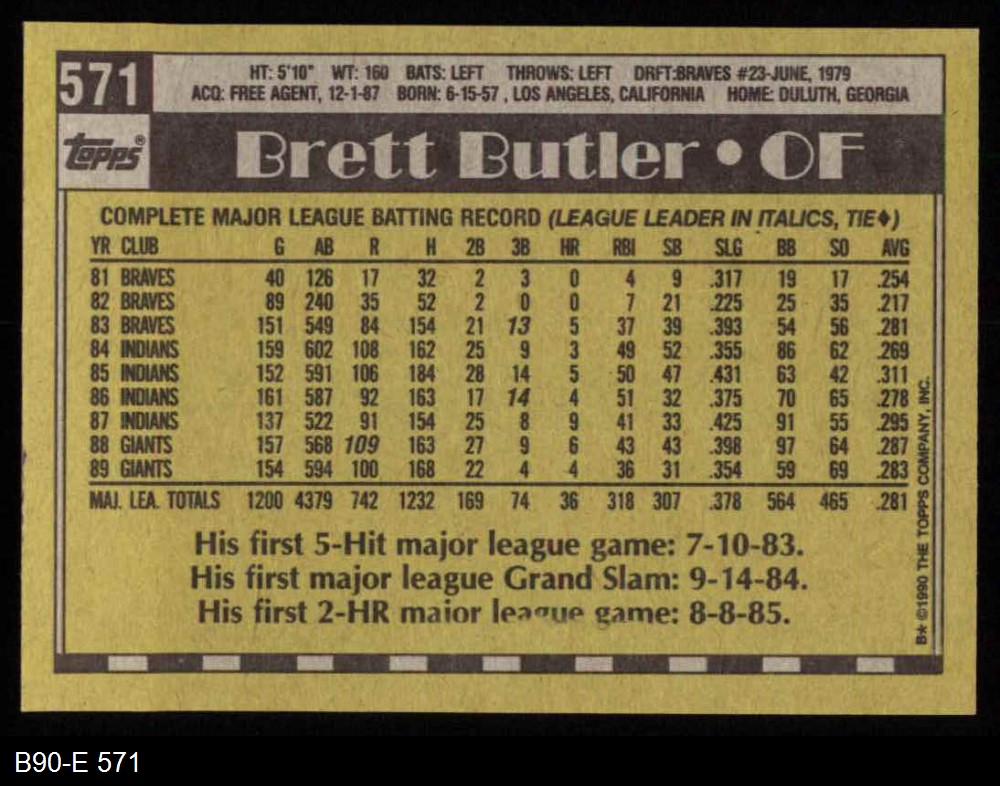 571
HT: 5'10" WT: 160 BATS: LEFT THROWS: LEFT DRFT:BRAVES #23-JUNE, 1979
ACQ: FREE AGENT, 12-1-87 BORN: 6-15-57 , LOS ANGELES, CALIFORNIA HOME: DULUTH, GEORGIA
topps®
Brett Butler • OF
COMPLETE MAJOR LEAGUE BATTING RECORD (LEAGUE LEADER IN ITALICS, TIE♦)
YR CLUB G AB R H 2B 3B HR RBI SB SLG BB SO AVG
81 BRAVES 40 126 17 32 2 3 0 4 9 .317 19 17 .254
82 BRAVES 89 240 35 52 2 0 0 7 21 .225 25 35 .217
83 BRAVES 151 549 84 154 21 13 5 37 39 .393 54 56 .281
84 INDIANS 159 602 108 162 25 9 3 49 52 .355 86 62 .269
85 INDIANS 152 591 106 184 28 14 5 50 47 .431 63 42 .311
86 INDIANS 161 587 92 163 17 14 4 51 32 .375 70 65 .278
87 INDIANS 137 522 91 154 25 8 9 41 33 .425 91 55 .295
88 GIANTS 157 568 109 163 27 9 6 43 43 .398 97 64 .287
89 GIANTS 154 594 100 168 22 4 4 36 31 .354 59 69 .283
MAJ. LEA. TOTALS 1200 4379 742 1232 169 74 36 318 307 .378 564 465 .281
His first 5-Hit major league game: 7-10-83.
His first major league Grand Slam: 9-14-84.
His first 2-HR major league game: 8-8-85.
B* ©1990 THE TOPPS COMPANY, INC.
B90-E 571